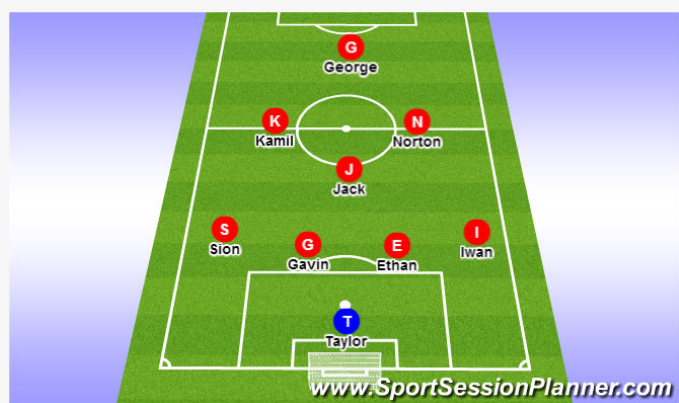 G
George
K
Kamil
N
Norton
J
Jack
S
Sion
G
Gavin
E
Ethan
I
Iwan
T
Taylor
www.SportSessionPlanner.com